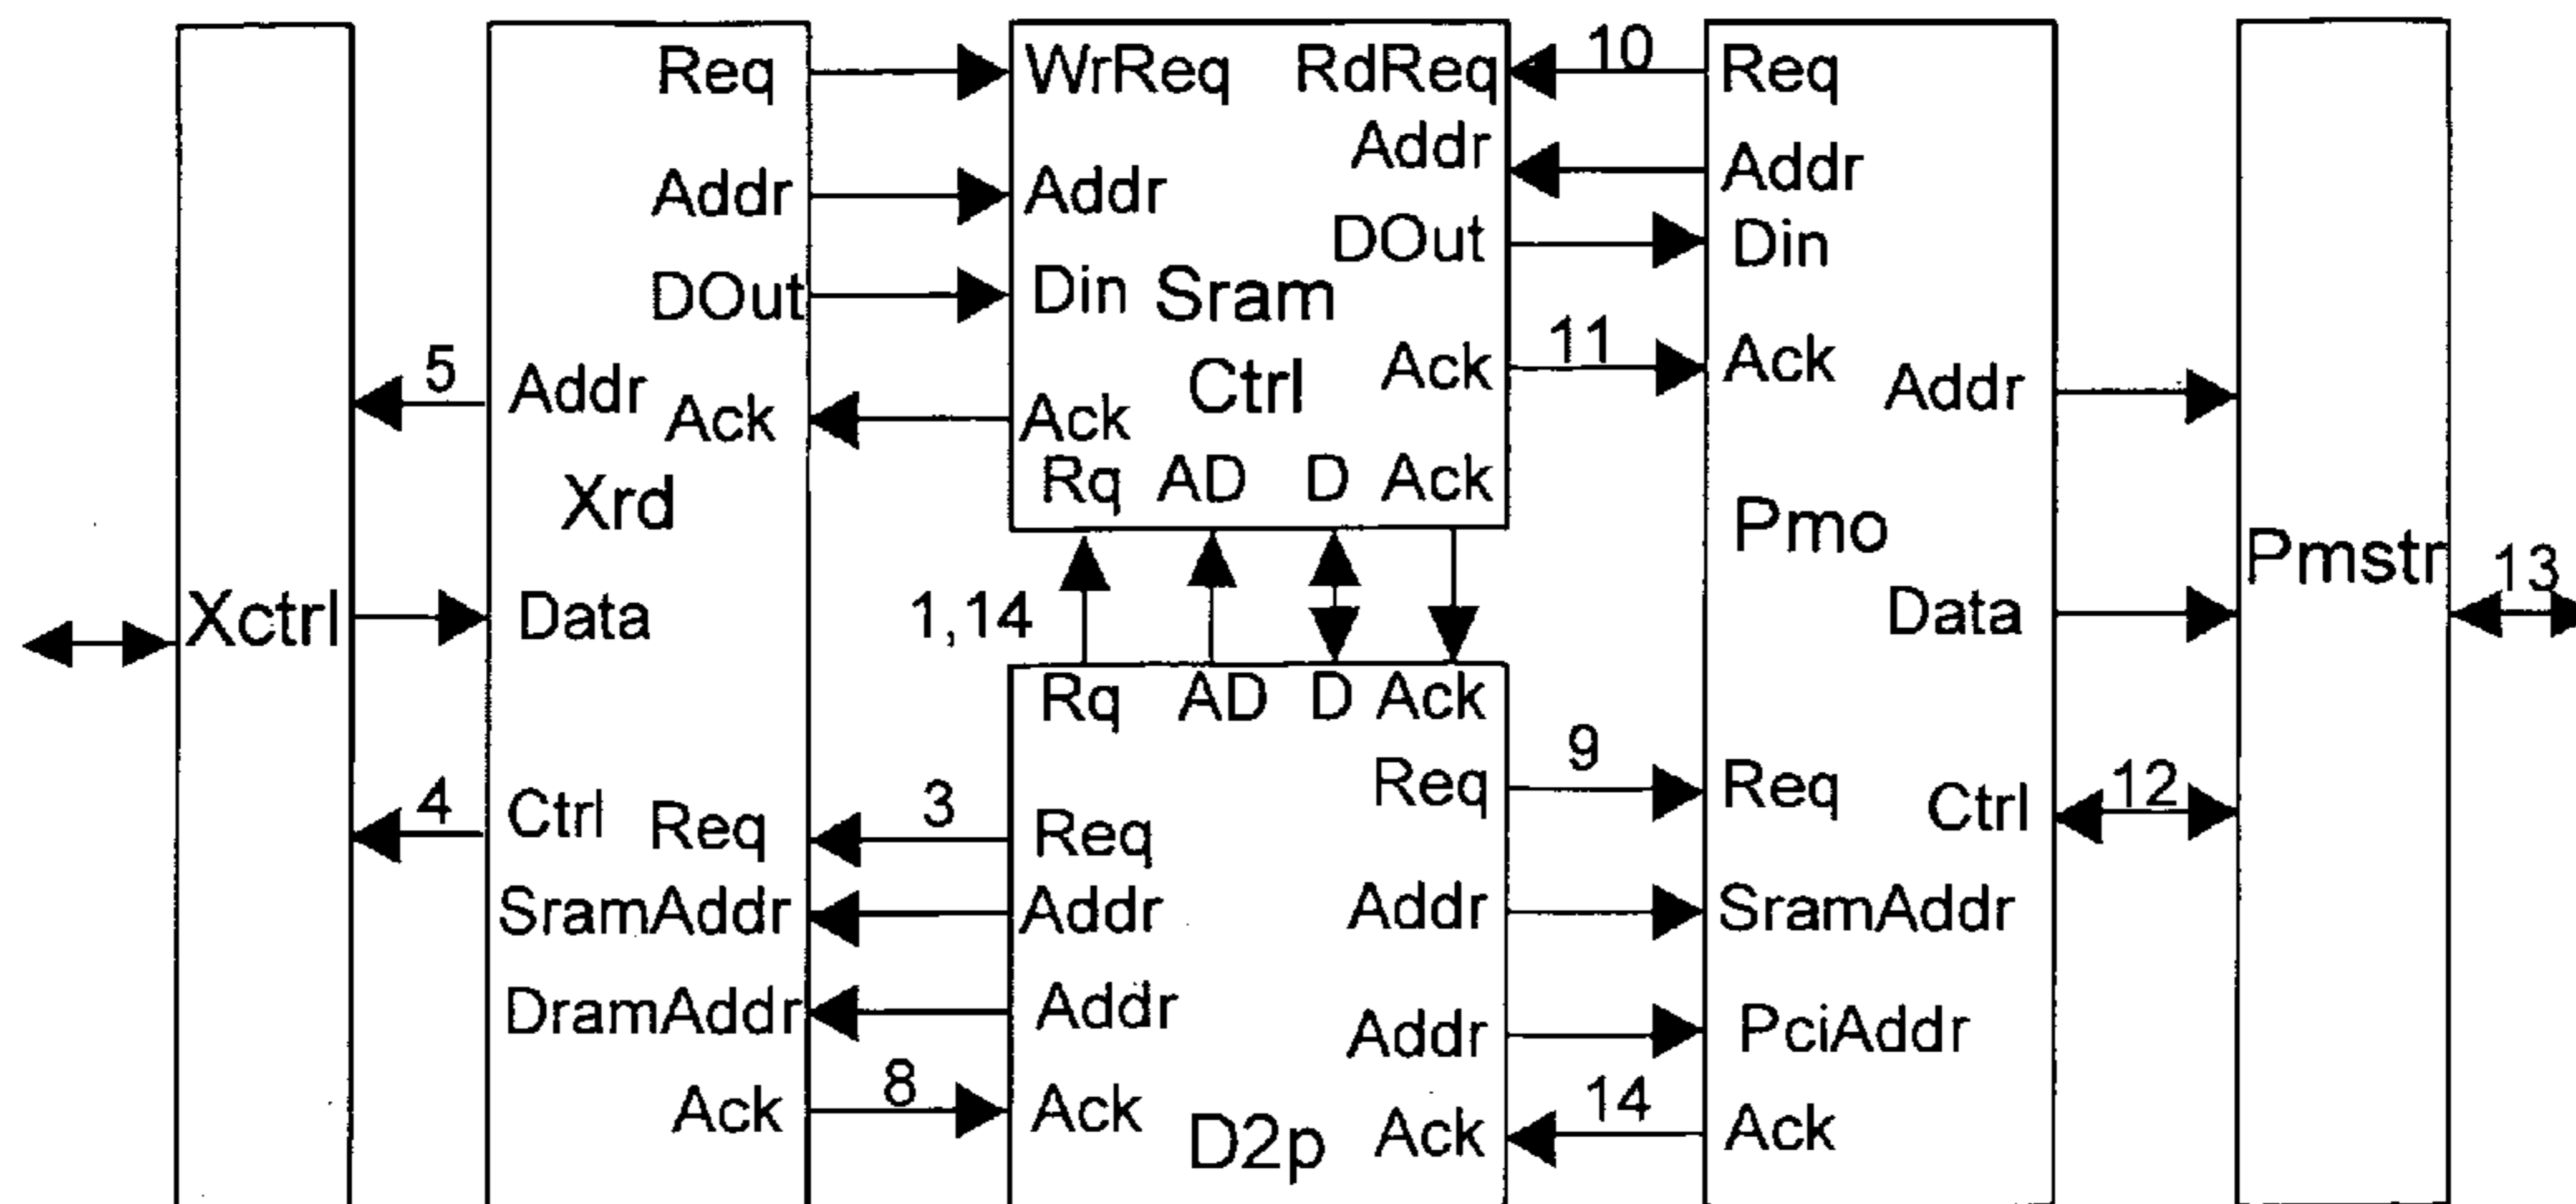 Req WrReq RdReq 10 Req
Addr Addr Addr Addr
DOut Din Sram DOut Din
5 Addr Ack Ack Ctrl Ack 11 Ack Addr
Rq AD D Ack
Xrd Pmo Pmstr 13
Xctrl Data 1,14 Data
Rq AD D Ack
4 Ctrl Req 3 Req Req 9 Req Ctrl 12
SramAddr Addr Addr SramAddr
DramAddr Addr Addr PciAddr
Ack 8 Ack D2p Ack 14 Ack